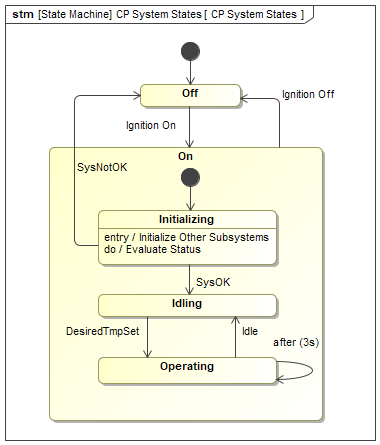 stm [State Machine] CP System States [ CP System States ]
Off
Ignition Off
Ignition On
On
SysNotOK
Initializing
entry / Initialize Other Subsystems
do / Evaluate Status
SysOK
Idling
DesiredTmpSet
Idle
after (3s)
Operating